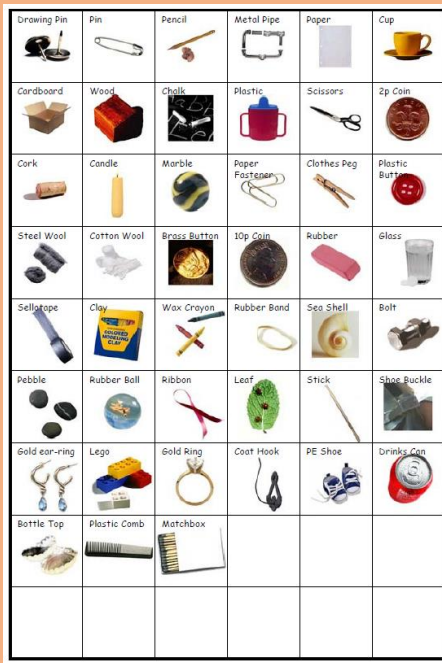 Drawing Pin
Pin
Pencil
Metal Pipe
Paper
Cup
Cardboard
Wood
Chalk
Plastic
Scissors
2p Coin
Cork
Candle
Marble
Paper
Fastener
Clothes Peg
Plastic
Button
Steel Wool
Cotton Wool
Brass Button
10p Coin
Rubber
Glass
Sellotape
Clay
Wax Crayon
Rubber Band
Sea Shell
Bolt
COLORED
MODELING
CLAY
Pebble
Rubber Ball
Ribbon
Leaf
Stick
Shoe Buckle
Gold ear-ring
Lego
Gold Ring
Coat Hook
PE Shoe
Drinks Can
Bottle Top
Plastic Comb
Matchbox